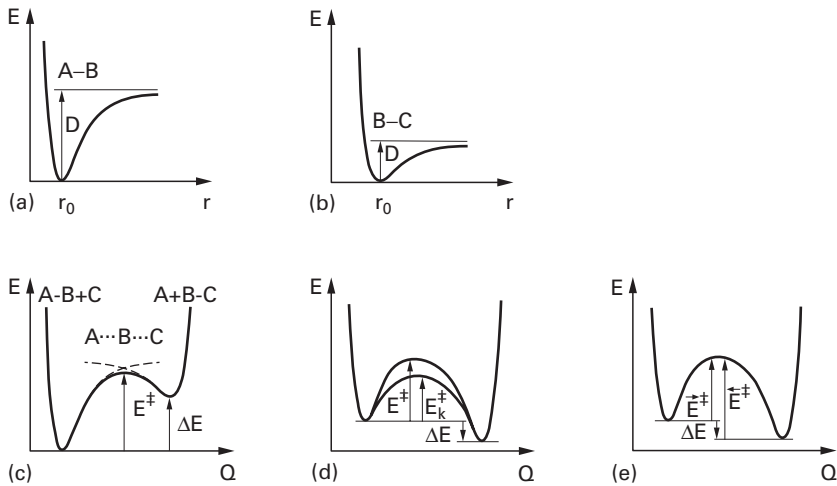 E
A–B
D
(a)
r0
r
E
B–C
D
(b)
r0
r
E
A-B+C
A+B-C
A···B···C
E‡
ΔE
(c)
Q
E
E‡
E‡k
ΔE
(d)
Q
E
→E‡
←E‡
ΔE
(e)
Q